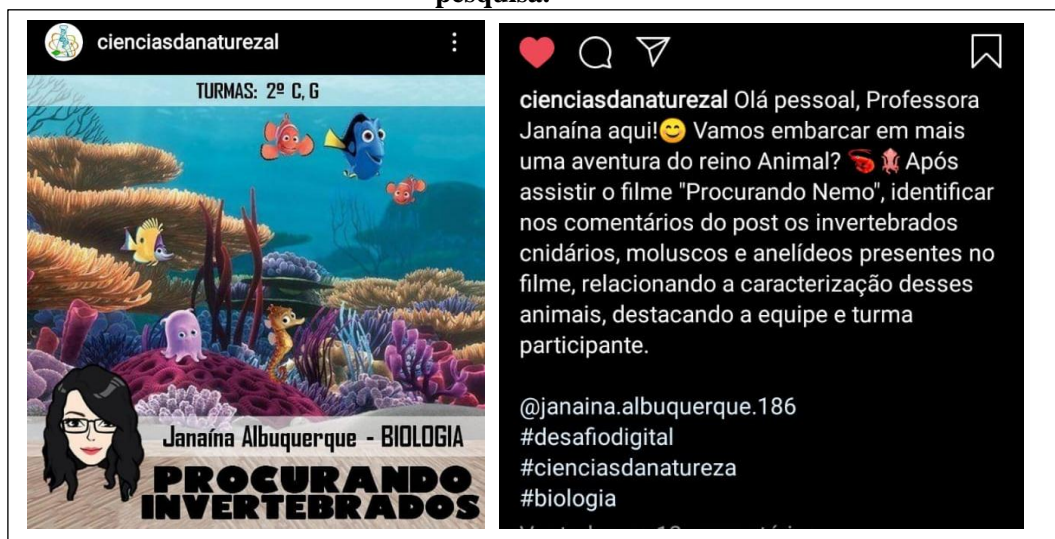 pesquisa.
cienciasdanaturezal
TURMAS: 2º C, G
Janaína Albuquerque - BIOLOGIA
PROCURANDO
INVERTEBRADOS
cienciasdanaturezal Olá pessoal, Professora
Janaína aqui!😊 Vamos embarcar em mais
uma aventura do reino Animal? 🦐🦑 Após
assistir o filme "Procurando Nemo", identificar
nos comentários do post os invertebrados
cnidários, moluscos e anelídeos presentes no
filme, relacionando a caracterização desses
animais, destacando a equipe e turma
participante.
@janaina.albuquerque.186
#desafiodigital
#cienciasdanatureza
#biologia